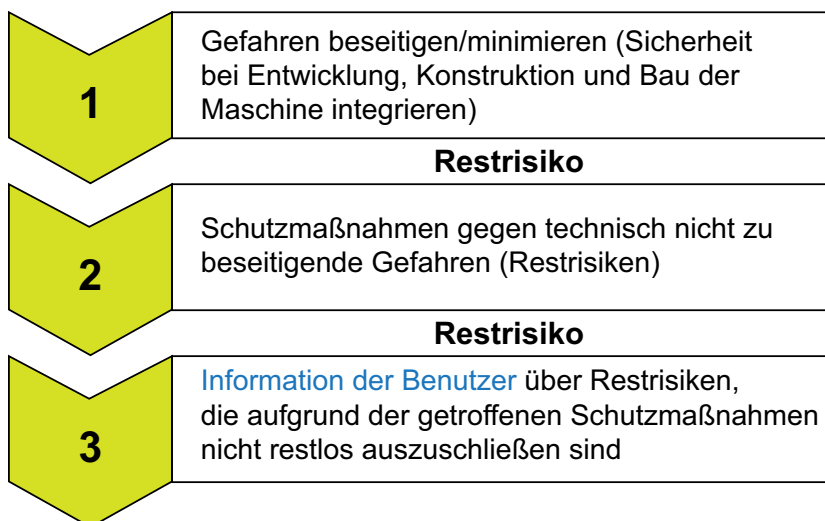 1
Gefahren beseitigen/minimieren (Sicherheit
bei Entwicklung, Konstruktion und Bau der
Maschine integrieren)
Restrisiko
2
Schutzmaßnahmen gegen technisch nicht zu
beseitigende Gefahren (Restrisiken)
Restrisiko
3
Information der Benutzer über Restrisiken,
die aufgrund der getroffenen Schutzmaßnahmen
nicht restlos auszuschließen sind